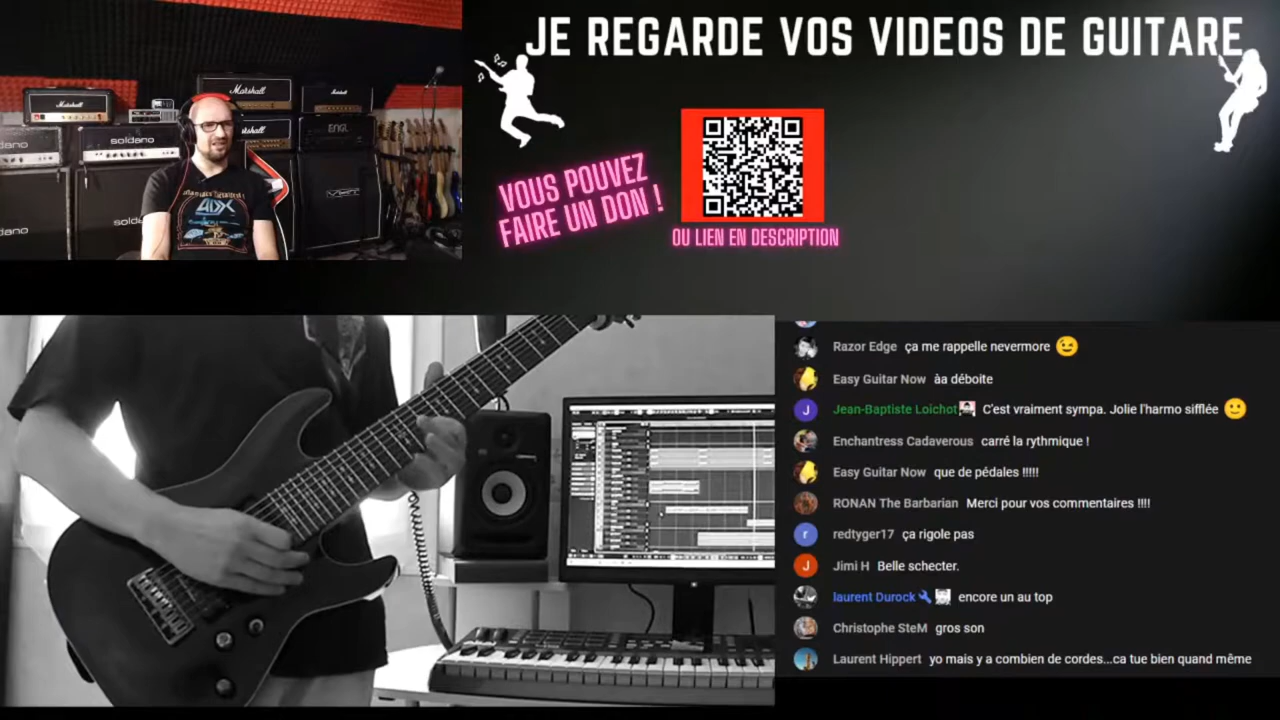 JE REGARDE VOS VIDEOS DE GUITARE
Marshall
Marshall
Marshall
Marshall
ENGL
soldano
soldano
ADX
VOUS POUVEZ
FAIRE UN DON !
OU LIEN EN DESCRIPTION
Razor Edge ça me rappelle nevermore 😉
Easy Guitar Now àa déboite
Jean-Baptiste Loichot C'est vraiment sympa. Jolie l'harmo sifflée 🙂
Enchantress Cadaverous carré la rythmique !
Easy Guitar Now que de pédales !!!!!
RONAN The Barbarian Merci pour vos commentaires !!!!
r redtyger17 ça rigole pas
J Jimi H Belle schecter.
laurent Durock encore un au top
Christophe SteM gros son
Laurent Hippert yo mais y a combien de cordes...ca tue bien quand même